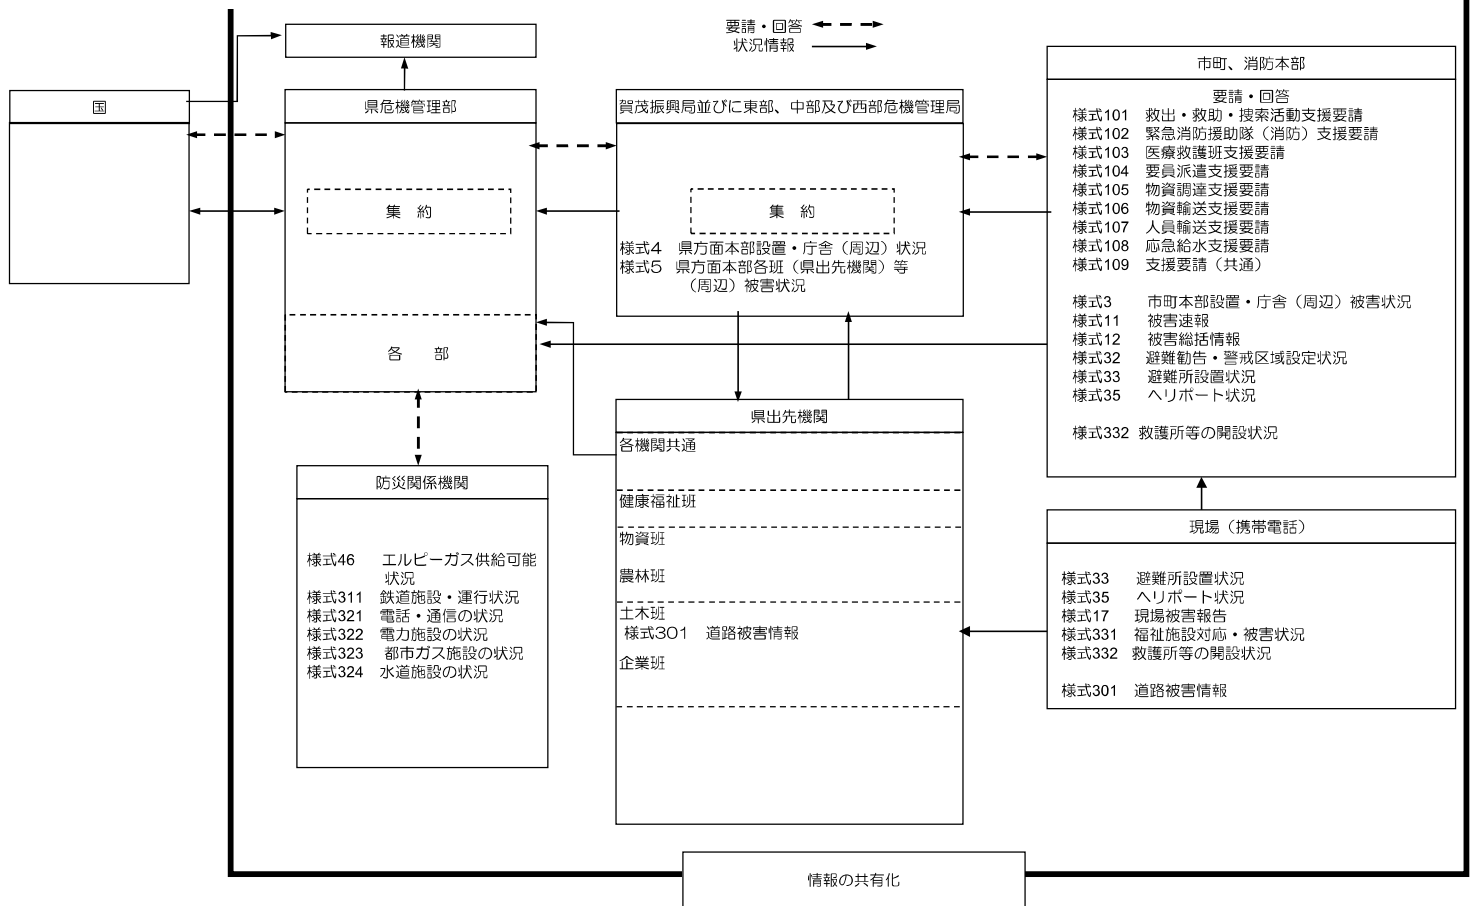 要請・回答
状況情報
報道機関
国
県危機管理部
集　約
各　部
賀茂振興局並びに東部、中部及び西部危機管理局
集　約
様式4　県方面本部設置・庁舎（周辺）状況
様式5　県方面本部各班（県出先機関）等
（周辺）被害状況
市町、消防本部
要請・回答
様式101　救出・救助・捜索活動支援要請
様式102　緊急消防援助隊（消防）支援要請
様式103　医療救護班支援要請
様式104　要員派遣支援要請
様式105　物資調達支援要請
様式106　物資輸送支援要請
様式107　人員輸送支援要請
様式108　応急給水支援要請
様式109　支援要請（共通）
様式3　市町本部設置・庁舎（周辺）被害状況
様式11　被害速報
様式12　被害総括情報
様式32　避難勧告・警戒区域設定状況
様式33　避難所設置状況
様式35　ヘリポート状況
様式332 救護所等の開設状況
防災関係機関
様式46　エルピーガス供給可能
状況
様式311　鉄道施設・運行状況
様式321　電話・通信の状況
様式322　電力施設の状況
様式323　都市ガス施設の状況
様式324　水道施設の状況
県出先機関
各機関共通
健康福祉班
物資班
農林班
土木班
様式301　道路被害情報
企業班
現場（携帯電話）
様式33　避難所設置状況
様式35　ヘリポート状況
様式17　現場被害報告
様式331　福祉施設対応・被害状況
様式332　救護所等の開設状況
様式301　道路被害情報
情報の共有化